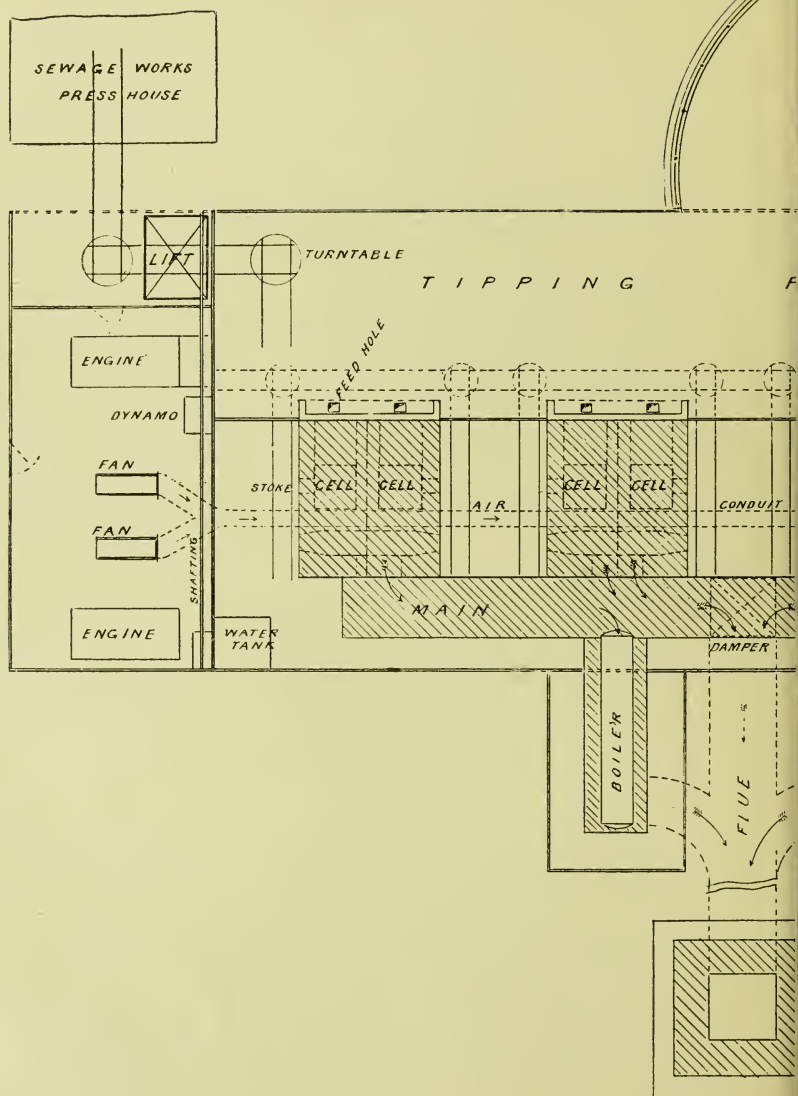 SEWAGE WORKS
PRESS HOUSE
LIFT
TURNTABLE
TIPPING F
ENGINE
FEED HOLE
DYNAMO
FAN
STOKE
CELL
CELL
AIR
CELL
CELL
CONDUIT
FAN
SHAFTING
MAIN
ENGINE
WATER
TANK
DAMPER
BOILER
FLUE